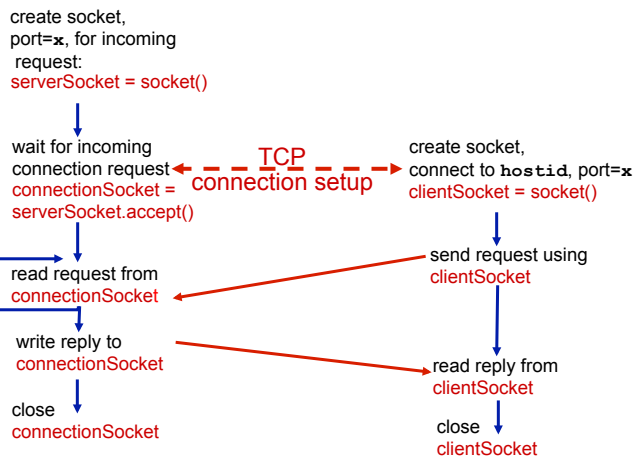 create socket,
port=x, for incoming
request:
serverSocket = socket()
wait for incoming
connection request
connectionSocket =
serverSocket.accept()
TCP
connection setup
create socket,
connect to hostid, port=x
clientSocket = socket()
read request from
connectionSocket
send request using
clientSocket
write reply to
connectionSocket
read reply from
clientSocket
close
connectionSocket
close
clientSocket